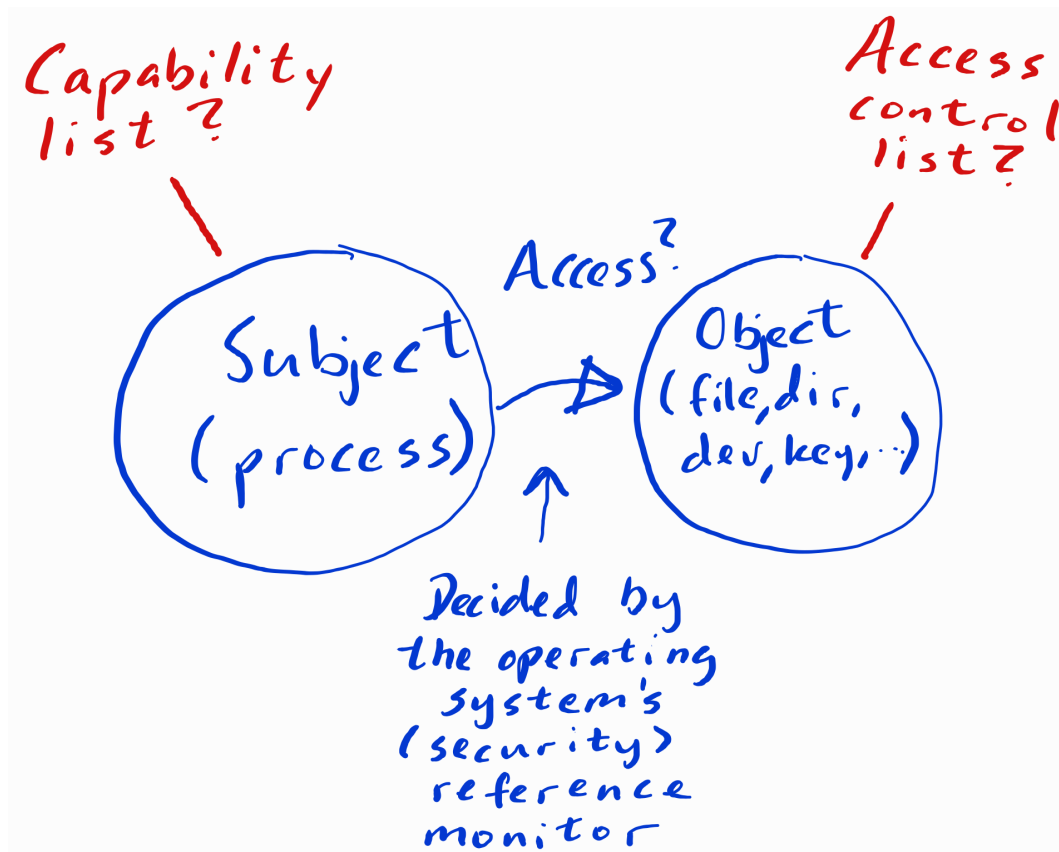 Capability
list?
Access
control
list?
Access?
Subject
(process)
Object
(file,dir,
dev,key,..)
Decided by
the operating
system's
(security)
reference
monitor